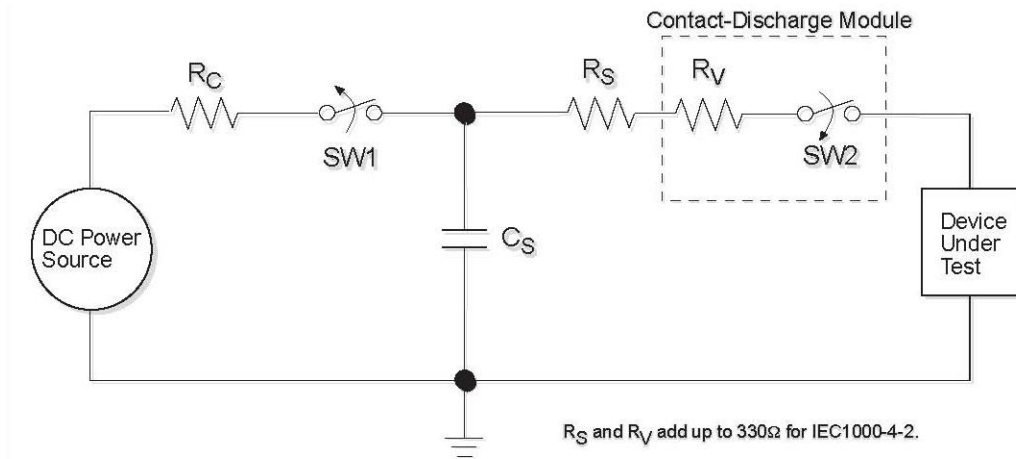 Contact-Discharge Module
RC
RS
RV
SW1
SW2
DC Power
Source
CS
Device
Under
Test
RS and RV add up to 330Ω for IEC1000-4-2.